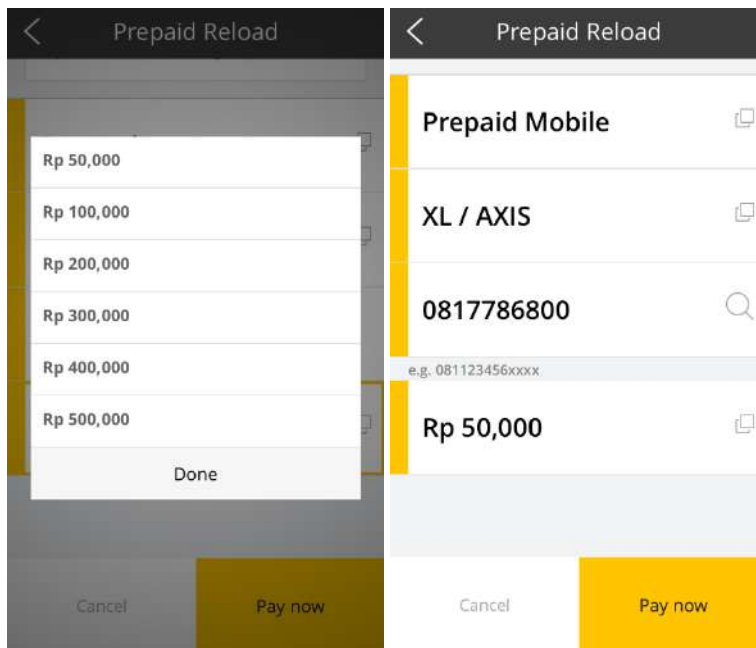 Prepaid Reload
Rp 50,000
Rp 100,000
Rp 200,000
Rp 300,000
Rp 400,000
Rp 500,000
Done
Cancel
Pay now
Prepaid Reload
Prepaid Mobile
XL / AXIS
0817786800
e.g. 081123456xxxx
Rp 50,000
Cancel
Pay now